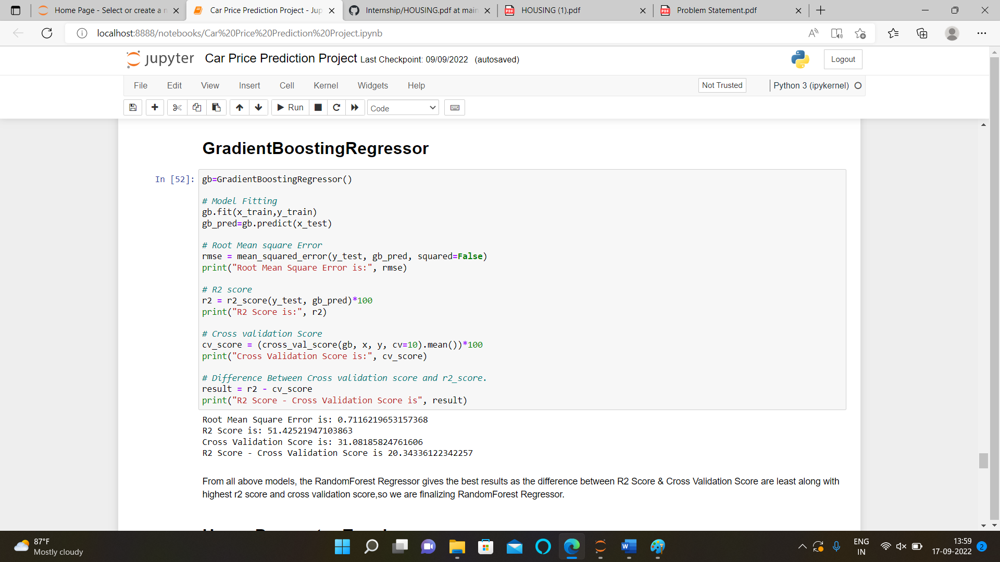 Home Page - Select or create a n
Car Price Prediction Project - Jup
Internship/HOUSING.pdf at main
HOUSING (1).pdf
Problem Statement.pdf
localhost:8888/notebooks/Car%20Price%20Prediction%20Project.ipynb
jupyter Car Price Prediction Project Last Checkpoint: 09/09/2022 (autosaved)
Logout
File Edit View Insert Cell Kernel Widgets Help
Not Trusted
Python 3 (ipykernel)
Run
Code
GradientBoostingRegressor
In [52]:
gb=GradientBoostingRegressor()
# Model Fitting
gb.fit(x_train,y_train)
gb_pred=gb.predict(x_test)
# Root Mean square Error
rmse = mean_squared_error(y_test, gb_pred, squared=False)
print("Root Mean Square Error is:", rmse)
# R2 score
r2 = r2_score(y_test, gb_pred)*100
print("R2 Score is:", r2)
# Cross validation Score
cv_score = (cross_val_score(gb, x, y, cv=10).mean())*100
print("Cross Validation Score is:", cv_score)
# Difference Between Cross validation score and r2_score.
result = r2 - cv_score
print("R2 Score - Cross Validation Score is", result)
Root Mean Square Error is: 0.7116219653157368
R2 Score is: 51.42521947103863
Cross Validation Score is: 31.08185824761606
R2 Score - Cross Validation Score is 20.34336122342257
From all above models, the RandomForest Regressor gives the best results as the difference between R2 Score & Cross Validation Score are least along with
highest r2 score and cross validation score,so we are finalizing RandomForest Regressor.
87°F
Mostly cloudy
ENG
IN
13:59
17-09-2022
2